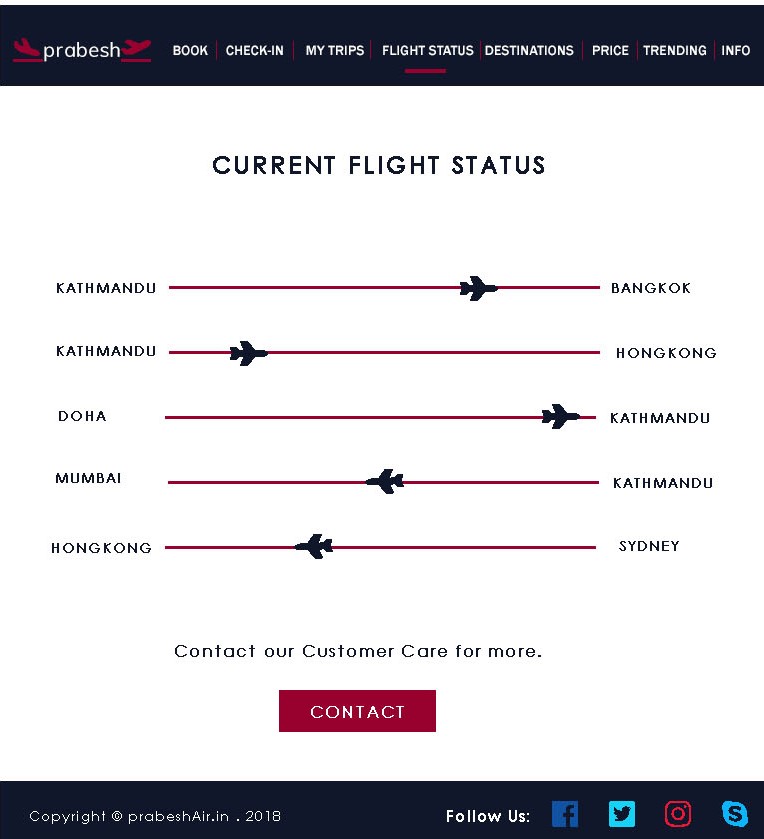 prabesh BOOK CHECK-IN MY TRIPS FLIGHT STATUS DESTINATIONS PRICE TRENDING INFO
CURRENT FLIGHT STATUS
KATHMANDU BANGKOK
KATHMANDU HONGKONG
DOHA KATHMANDU
MUMBAI KATHMANDU
HONGKONG SYDNEY
Contact our Customer Care for more.
CONTACT
Copyright © prabeshAir.in . 2018 Follow Us: